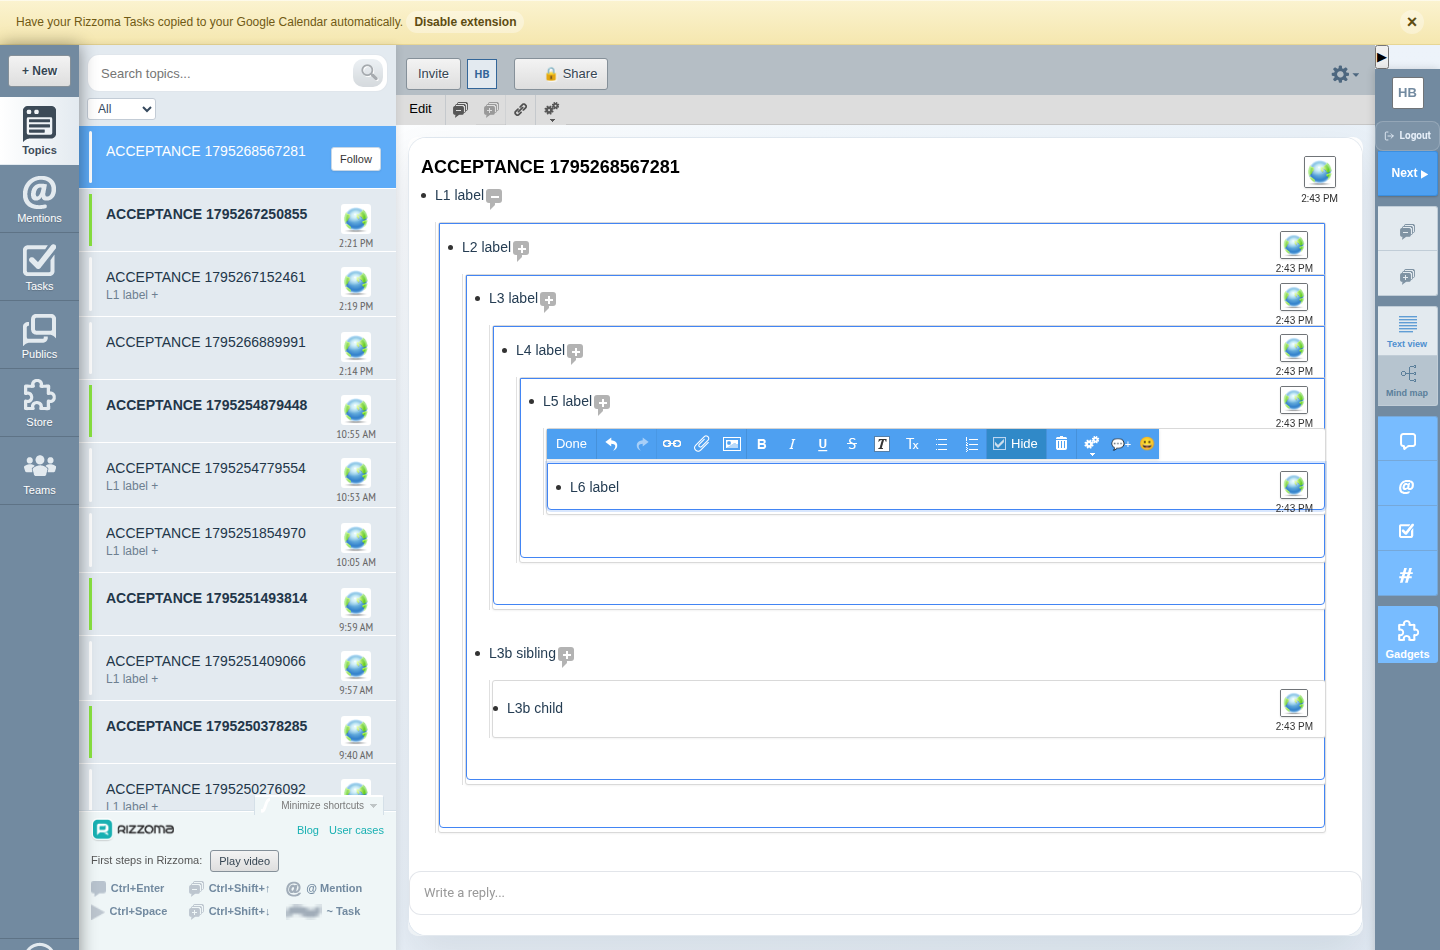 Have your Rizzoma Tasks copied to your Google Calendar automatically. Disable extension ×
+ New
Topics
Mentions
Tasks
Publics
Store
Teams
Search topics...
All
ACCEPTANCE 1795268567281
Follow
ACCEPTANCE 1795267250855
2:21 PM
ACCEPTANCE 1795267152461
L1 label +
2:19 PM
ACCEPTANCE 1795266889991
2:14 PM
ACCEPTANCE 1795254879448
10:55 AM
ACCEPTANCE 1795254779554
L1 label +
10:53 AM
ACCEPTANCE 1795251854970
L1 label +
10:05 AM
ACCEPTANCE 1795251493814
9:59 AM
ACCEPTANCE 1795251409066
L1 label +
9:57 AM
ACCEPTANCE 1795250378285
9:40 AM
ACCEPTANCE 1795250276092
L1 label +
Minimize shortcuts
RIZZOMA
Blog User cases
First steps in Rizzoma: Play video
Ctrl+Enter Ctrl+Shift+↑ @ @ Mention
Ctrl+Space Ctrl+Shift+↓ ~ Task
Invite HB 🔒 Share
Edit
ACCEPTANCE 1795268567281
2:43 PM
• L1 label
• L2 label
2:43 PM
• L3 label
2:43 PM
• L4 label
2:43 PM
• L5 label
2:43 PM
Done B I U S T Tx Hide 😀
• L6 label
2:43 PM
• L3b sibling
• L3b child
2:43 PM
Write a reply...
▶
HB
Logout
Next ▶
Text view
Mind map
@
#
Gadgets